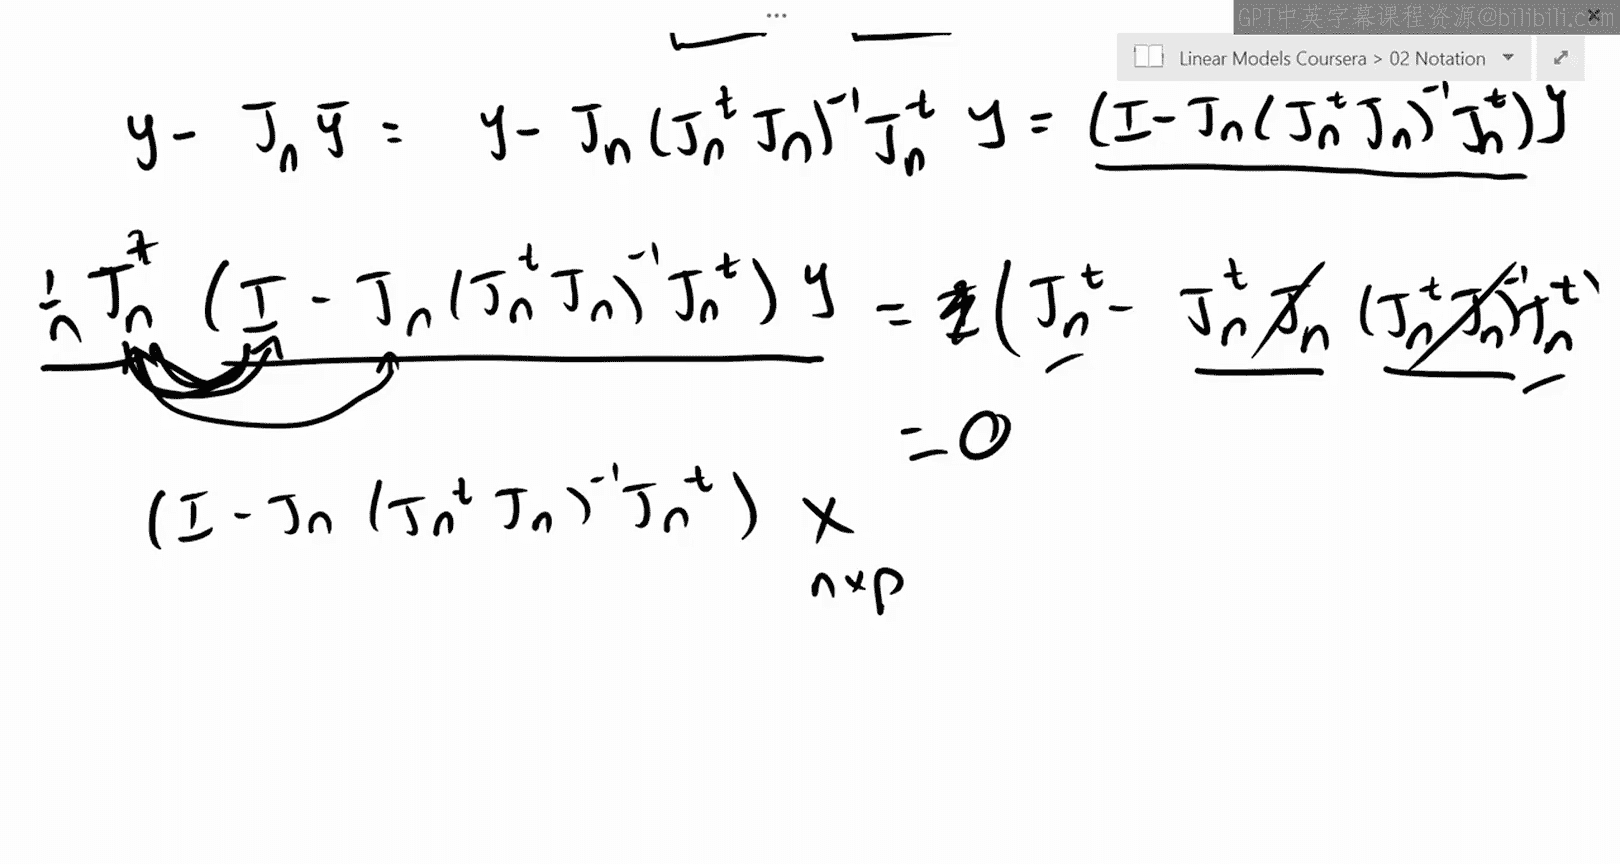 GPT中英字幕课程资源@bilibili.com
Linear Models Coursera > 02 Notation
y - J_n ȳ = y - J_n (J_n^t J_n)^{-1} J_n^t y = (I - J_n (J_n^t J_n)^{-1} J_n^t) y
1/n J_n^t (I - J_n (J_n^t J_n)^{-1} J_n^t) y = (J_n^t - J_n^t J_n (J_n^t J_n)^{-1} J_n^t)
= 0
(I - J_n (J_n^t J_n)^{-1} J_n^t) x
n×p